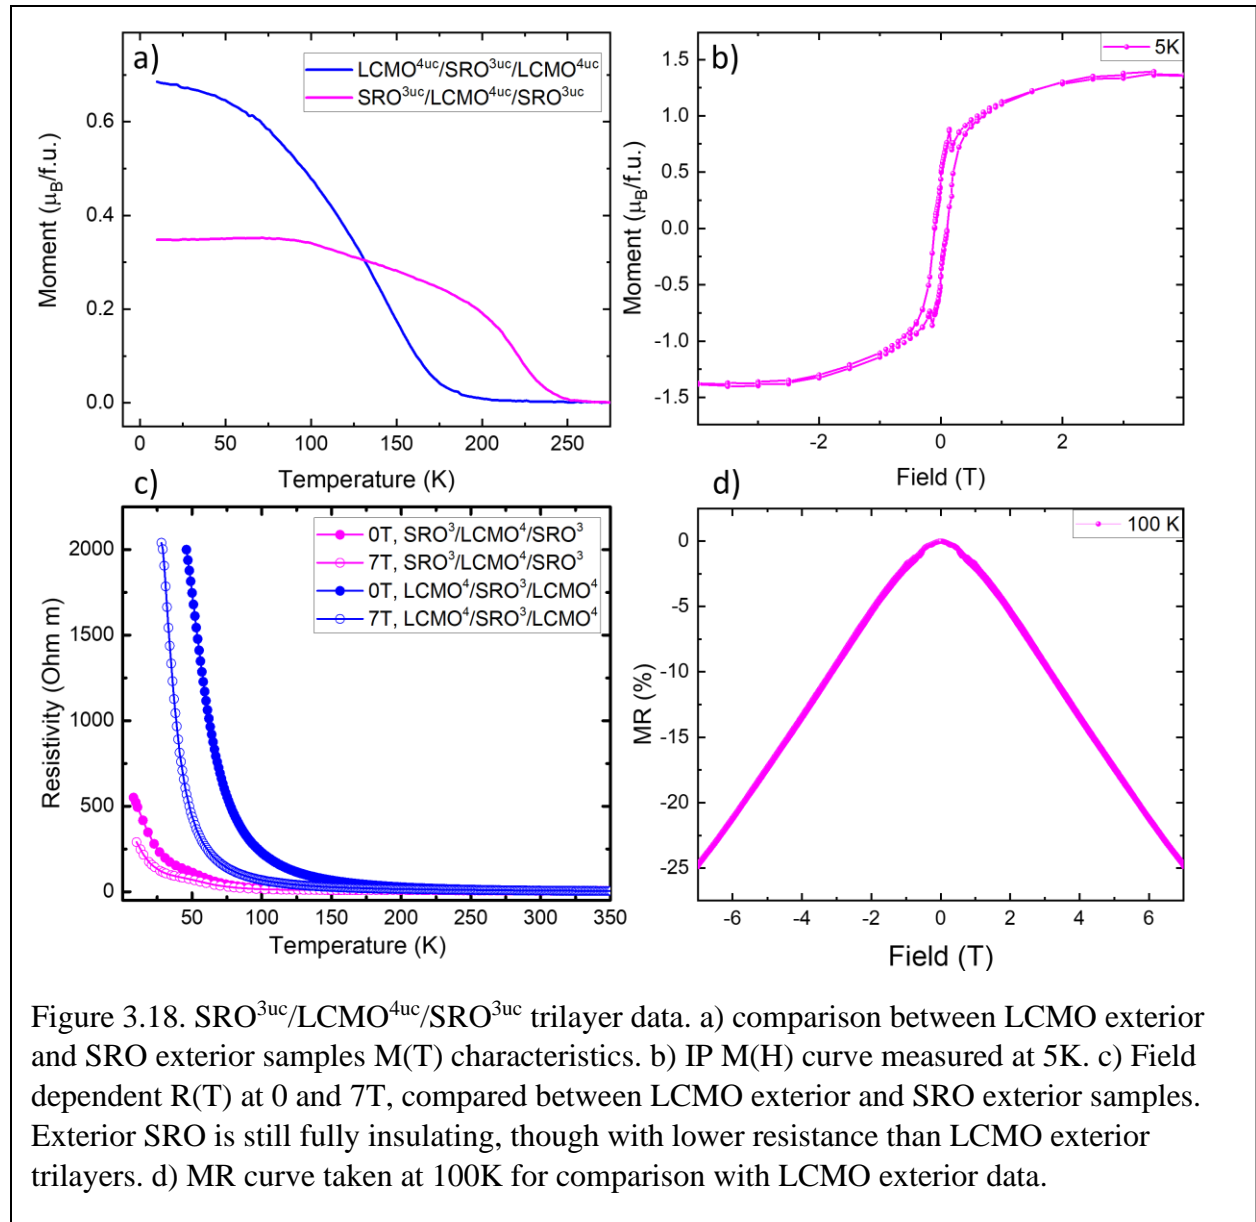 a)
LCMO⁴ᵘᶜ/SRO³ᵘᶜ/LCMO⁴ᵘᶜ
SRO³ᵘᶜ/LCMO⁴ᵘᶜ/SRO³ᵘᶜ
Moment (μ_B/f.u.)
0.6
0.4
0.2
0.0
0 50 100 150 200 250
Temperature (K)
b)
5K
Moment (μ_B/f.u.)
1.5
1.0
0.5
0.0
-0.5
-1.0
-1.5
-2 0 2
Field (T)
c)
0T, SRO³/LCMO⁴/SRO³
7T, SRO³/LCMO⁴/SRO³
0T, LCMO⁴/SRO³/LCMO⁴
7T, LCMO⁴/SRO³/LCMO⁴
Resistivity (Ohm m)
2000
1500
1000
500
0
50 100 150 200 250 300 350
Temperature (K)
d)
100 K
MR (%)
0
-5
-10
-15
-20
-25
-6 -4 -2 0 2 4 6
Field (T)
Figure 3.18. SRO³ᵘᶜ/LCMO⁴ᵘᶜ/SRO³ᵘᶜ trilayer data. a) comparison between LCMO exterior
and SRO exterior samples M(T) characteristics. b) IP M(H) curve measured at 5K. c) Field
dependent R(T) at 0 and 7T, compared between LCMO exterior and SRO exterior samples.
Exterior SRO is still fully insulating, though with lower resistance than LCMO exterior
trilayers. d) MR curve taken at 100K for comparison with LCMO exterior data.